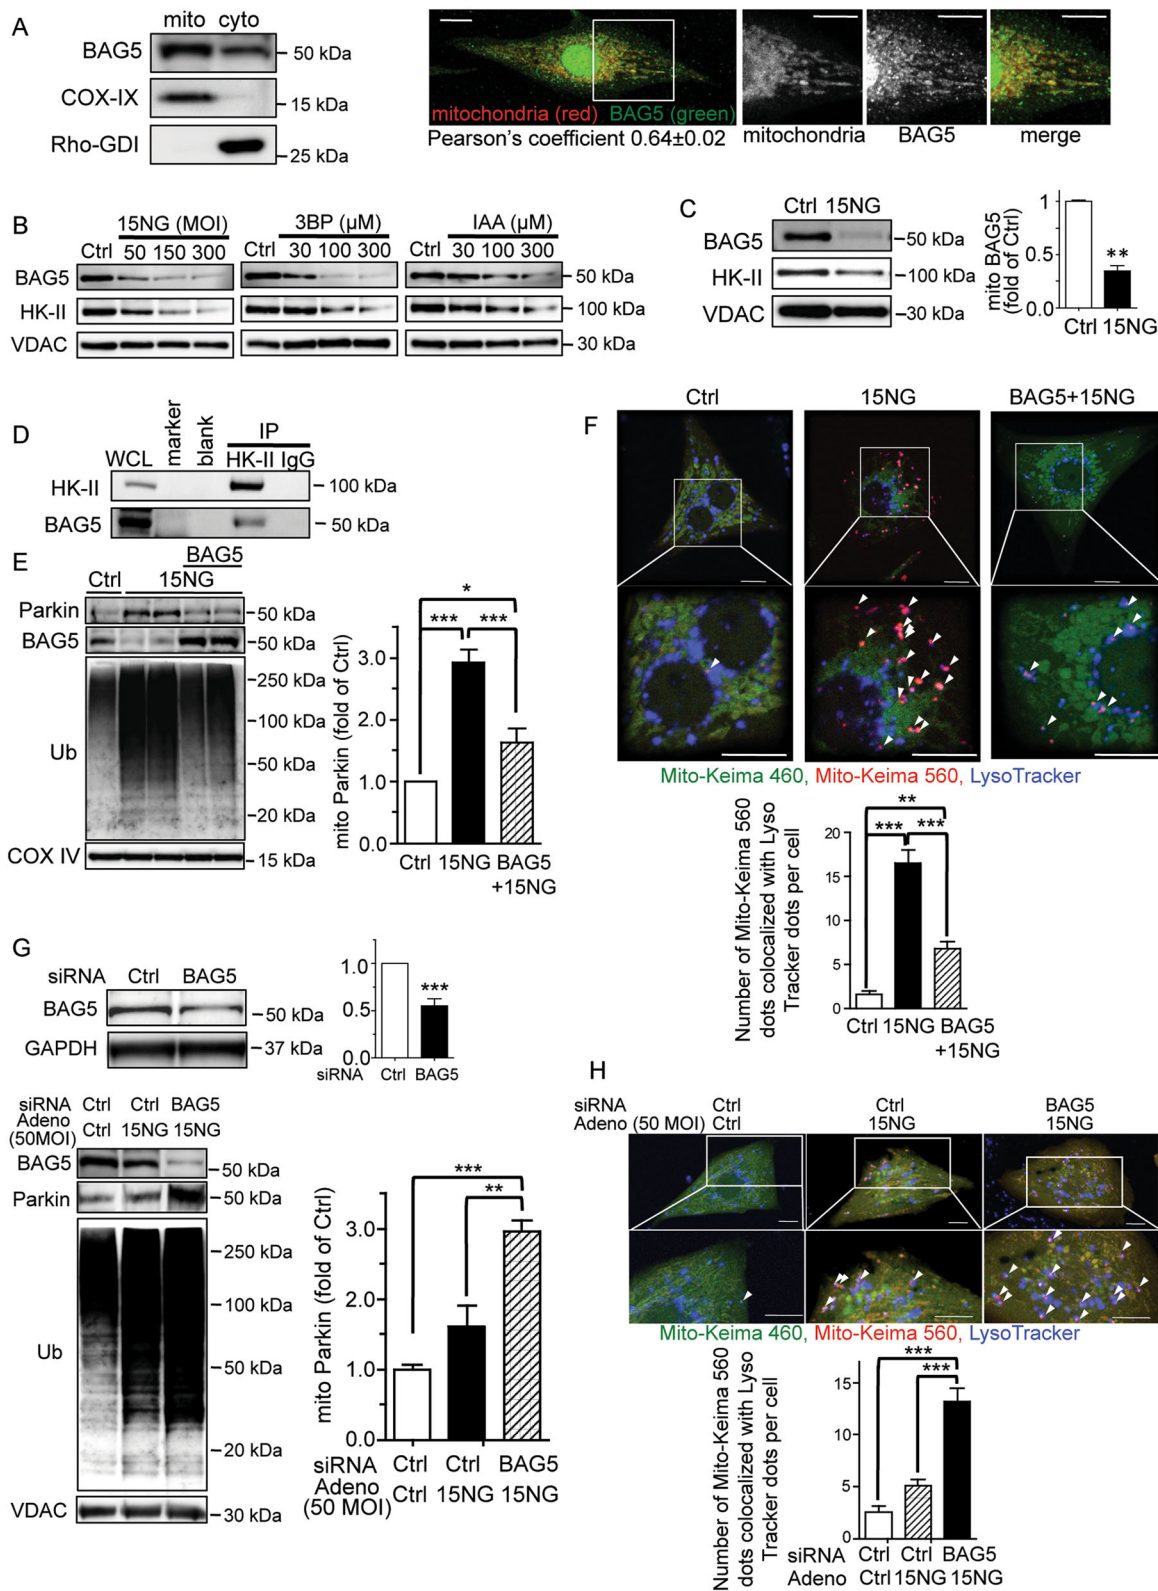 A
mito cyto
BAG5
50 kDa
COX-IX
15 kDa
Rho-GDI
25 kDa
mitochondria (red) BAG5 (green)
Pearson's coefficient 0.64±0.02
mitochondria
BAG5
merge
B
15NG (MOI)
3BP (µM)
IAA (µM)
Ctrl 50 150 300
Ctrl 30 100 300
Ctrl 30 100 300
BAG5
50 kDa
HK-II
100 kDa
VDAC
30 kDa
C
Ctrl 15NG
BAG5
50 kDa
HK-II
100 kDa
VDAC
30 kDa
mito BAG5
(fold of Ctrl)
1
0.5
0
**
Ctrl 15NG
D
WCL
marker
blank
IP
HK-II IgG
HK-II
100 kDa
BAG5
50 kDa
E
BAG5
Ctrl 15NG
Parkin
50 kDa
BAG5
50 kDa
Ub
250 kDa
100 kDa
50 kDa
20 kDa
COX IV
15 kDa
mito Parkin (fold of Ctrl)
3.0
2.0
1.0
0.0
*
*** ***
Ctrl 15NG BAG5
+15NG
F
Ctrl
15NG
BAG5+15NG
Mito-Keima 460, Mito-Keima 560, LysoTracker
Number of Mito-Keima 560
dots colocalized with Lyso
Tracker dots per cell
20
15
10
5
0
**
*** ***
Ctrl 15NG BAG5
+15NG
G
siRNA Ctrl BAG5
BAG5
50 kDa
GAPDH
37 kDa
1.0
0.5
0.0
***
siRNA Ctrl BAG5
siRNA Ctrl Ctrl BAG5
Adeno
(50MOI) Ctrl 15NG 15NG
BAG5
50 kDa
Parkin
50 kDa
Ub
250 kDa
100 kDa
50 kDa
20 kDa
VDAC
30 kDa
mito Parkin (fold of Ctrl)
3.0
2.0
1.0
0.0
***
**
siRNA Ctrl Ctrl BAG5
Adeno
(50 MOI) Ctrl 15NG 15NG
H
siRNA Ctrl Ctrl BAG5
Adeno (50 MOI) Ctrl 15NG 15NG
Mito-Keima 460, Mito-Keima 560, LysoTracker
Number of Mito-Keima 560
dots colocalized with Lyso
Tracker dots per cell
15
10
5
0
***
***
siRNA Ctrl Ctrl BAG5
Adeno Ctrl 15NG 15NG